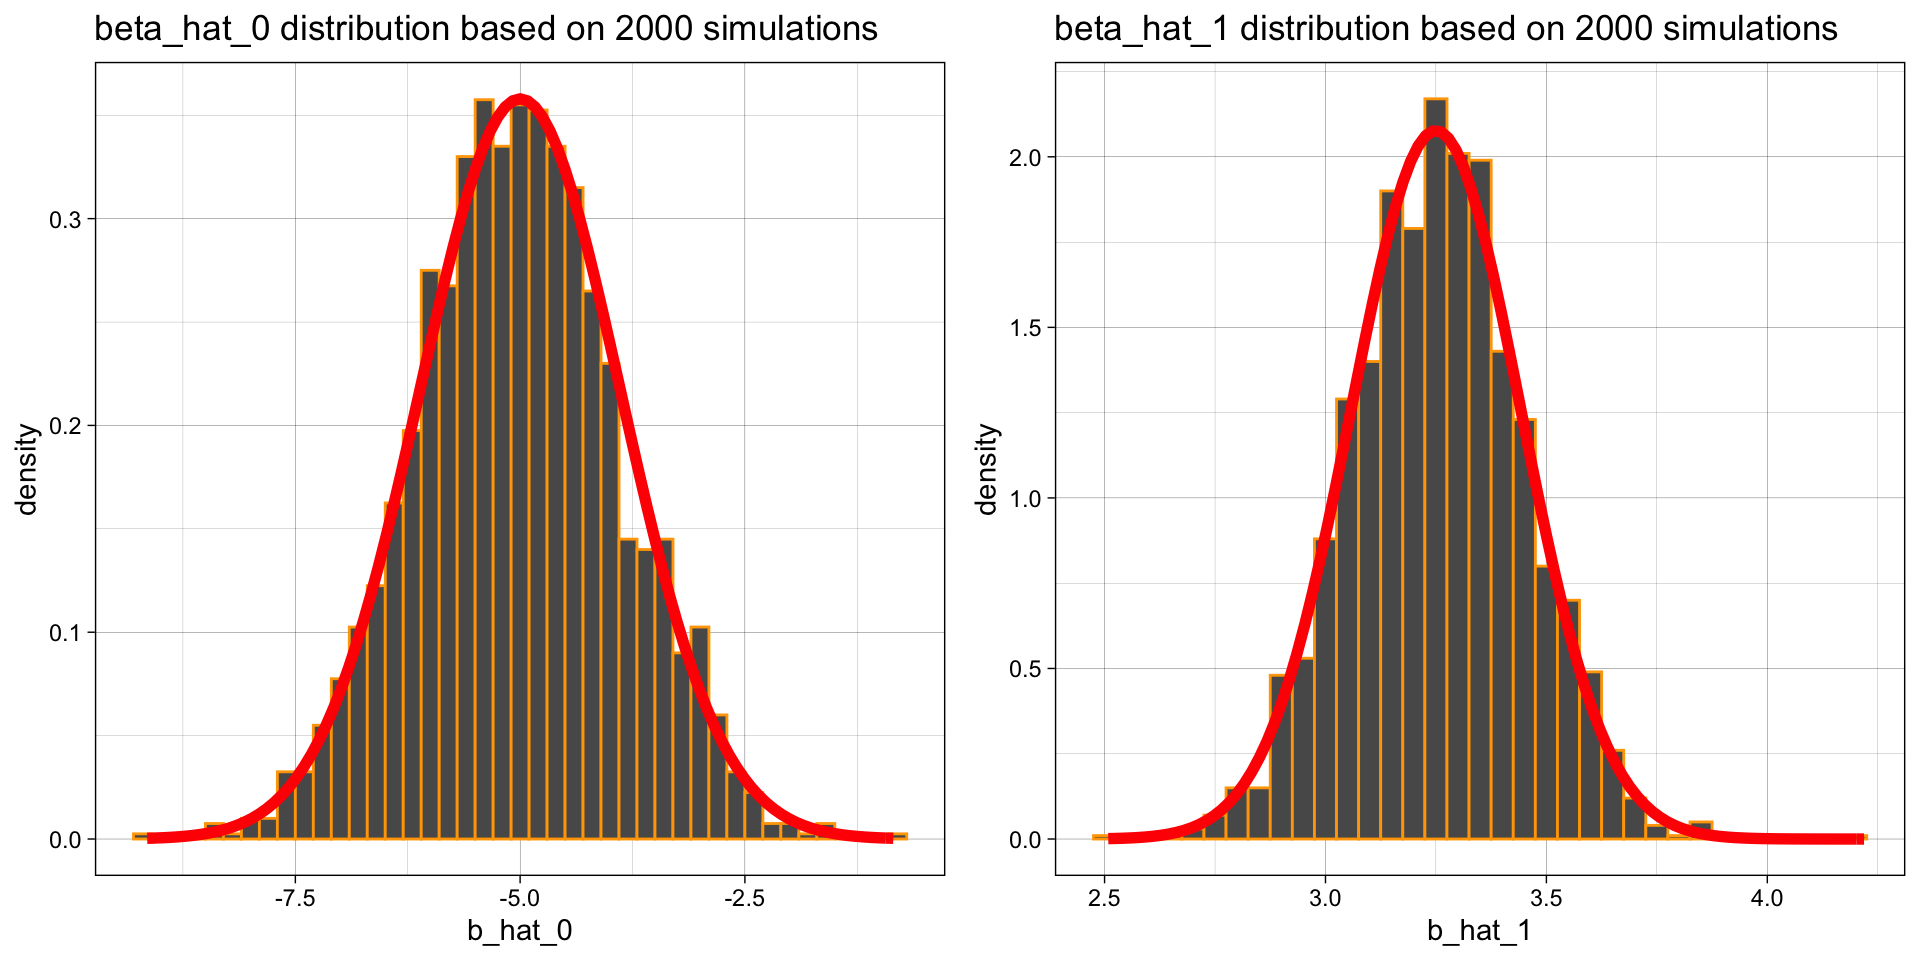 beta_hat_0 distribution based on 2000 simulations
density
0.3
0.2
0.1
0.0
-7.5
-5.0
-2.5
b_hat_0
beta_hat_1 distribution based on 2000 simulations
density
2.0
1.5
1.0
0.5
0.0
2.5
3.0
3.5
4.0
b_hat_1